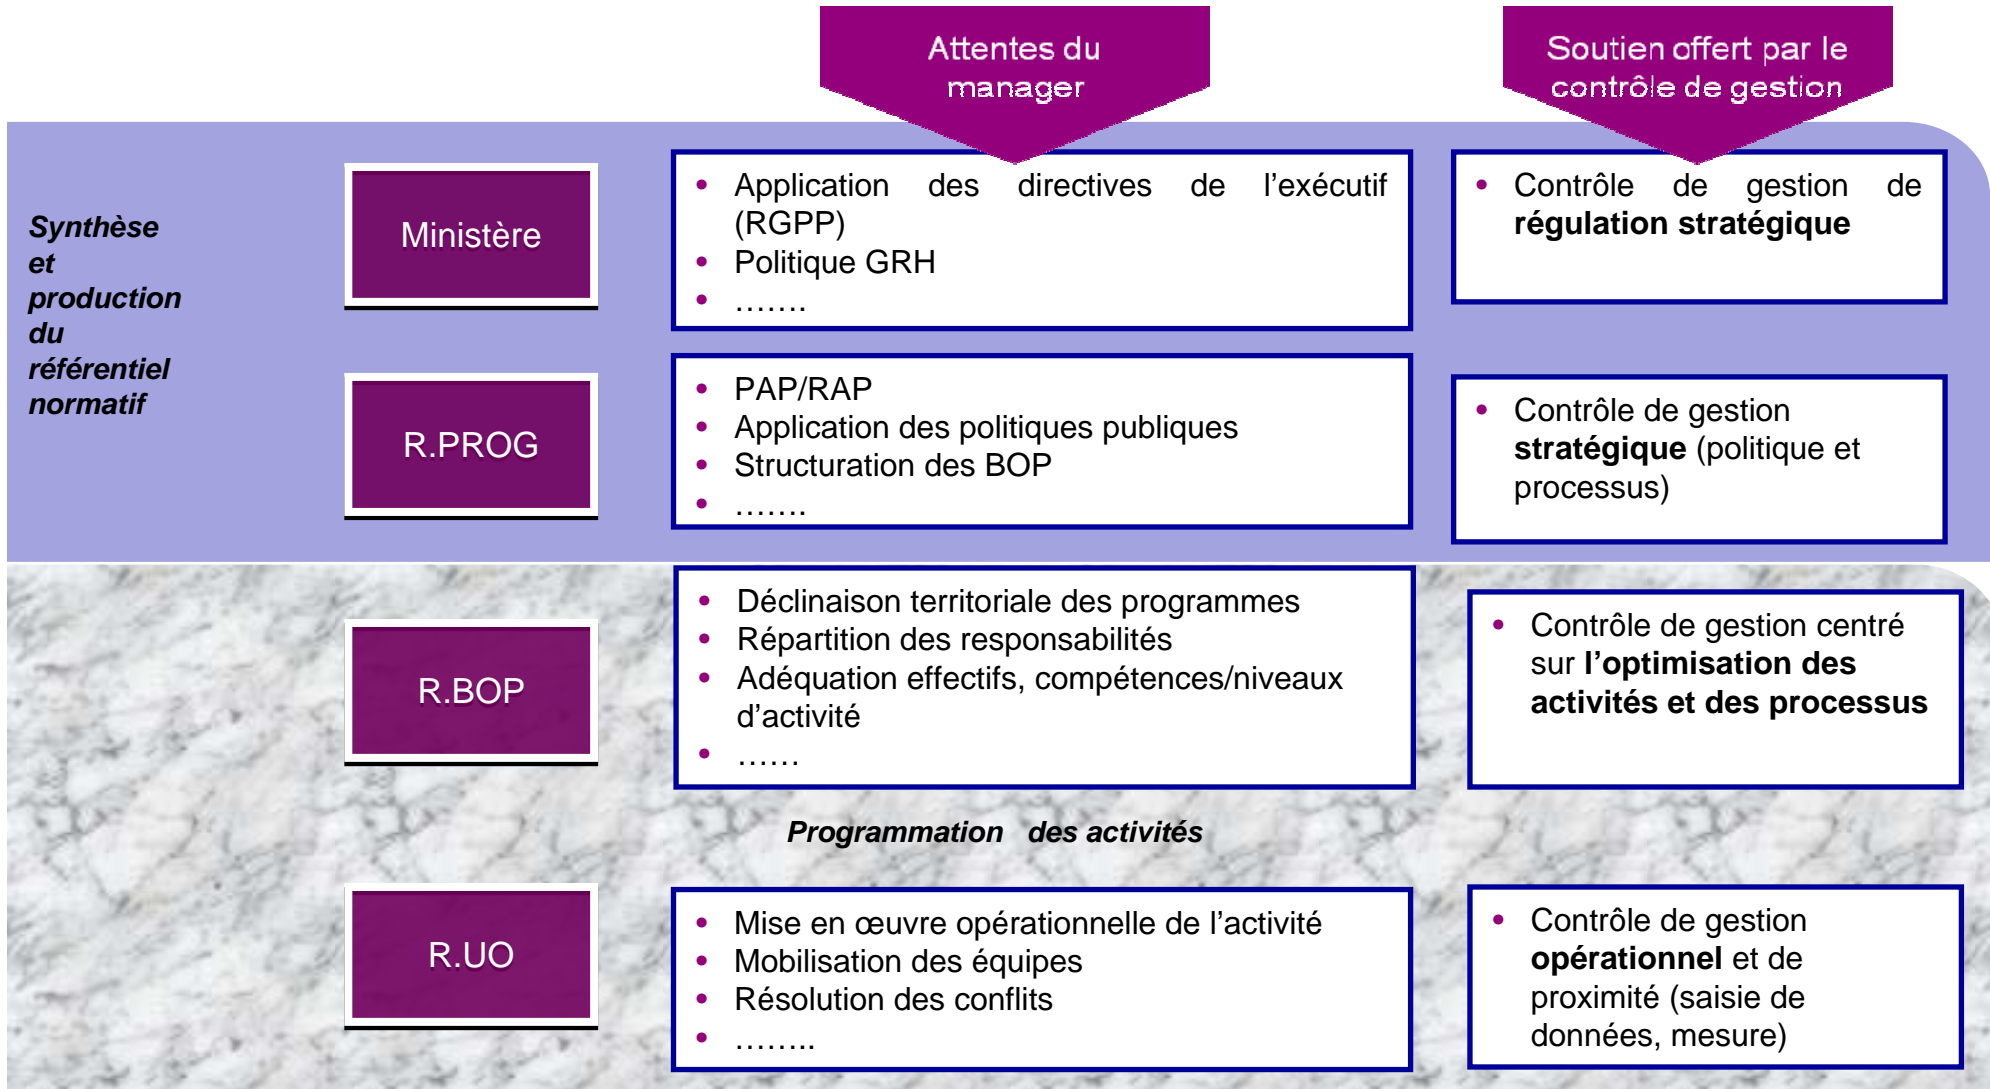 Attentes du
manager
Soutien offert par le
contrôle de gestion
Synthèse
et
production
du
référentiel
normatif
Ministère
• Application des directives de l’exécutif
(RGPP)
• Politique GRH
• …….
• Contrôle de gestion de
régulation stratégique
R.PROG
• PAP/RAP
• Application des politiques publiques
• Structuration des BOP
• …….
• Contrôle de gestion
stratégique (politique et
processus)
R.BOP
• Déclinaison territoriale des programmes
• Répartition des responsabilités
• Adéquation effectifs, compétences/niveaux
d’activité
• ……
• Contrôle de gestion centré
sur l’optimisation des
activités et des processus
Programmation des activités
R.UO
• Mise en œuvre opérationnelle de l’activité
• Mobilisation des équipes
• Résolution des conflits
• ……..
• Contrôle de gestion
opérationnel et de
proximité (saisie de
données, mesure)